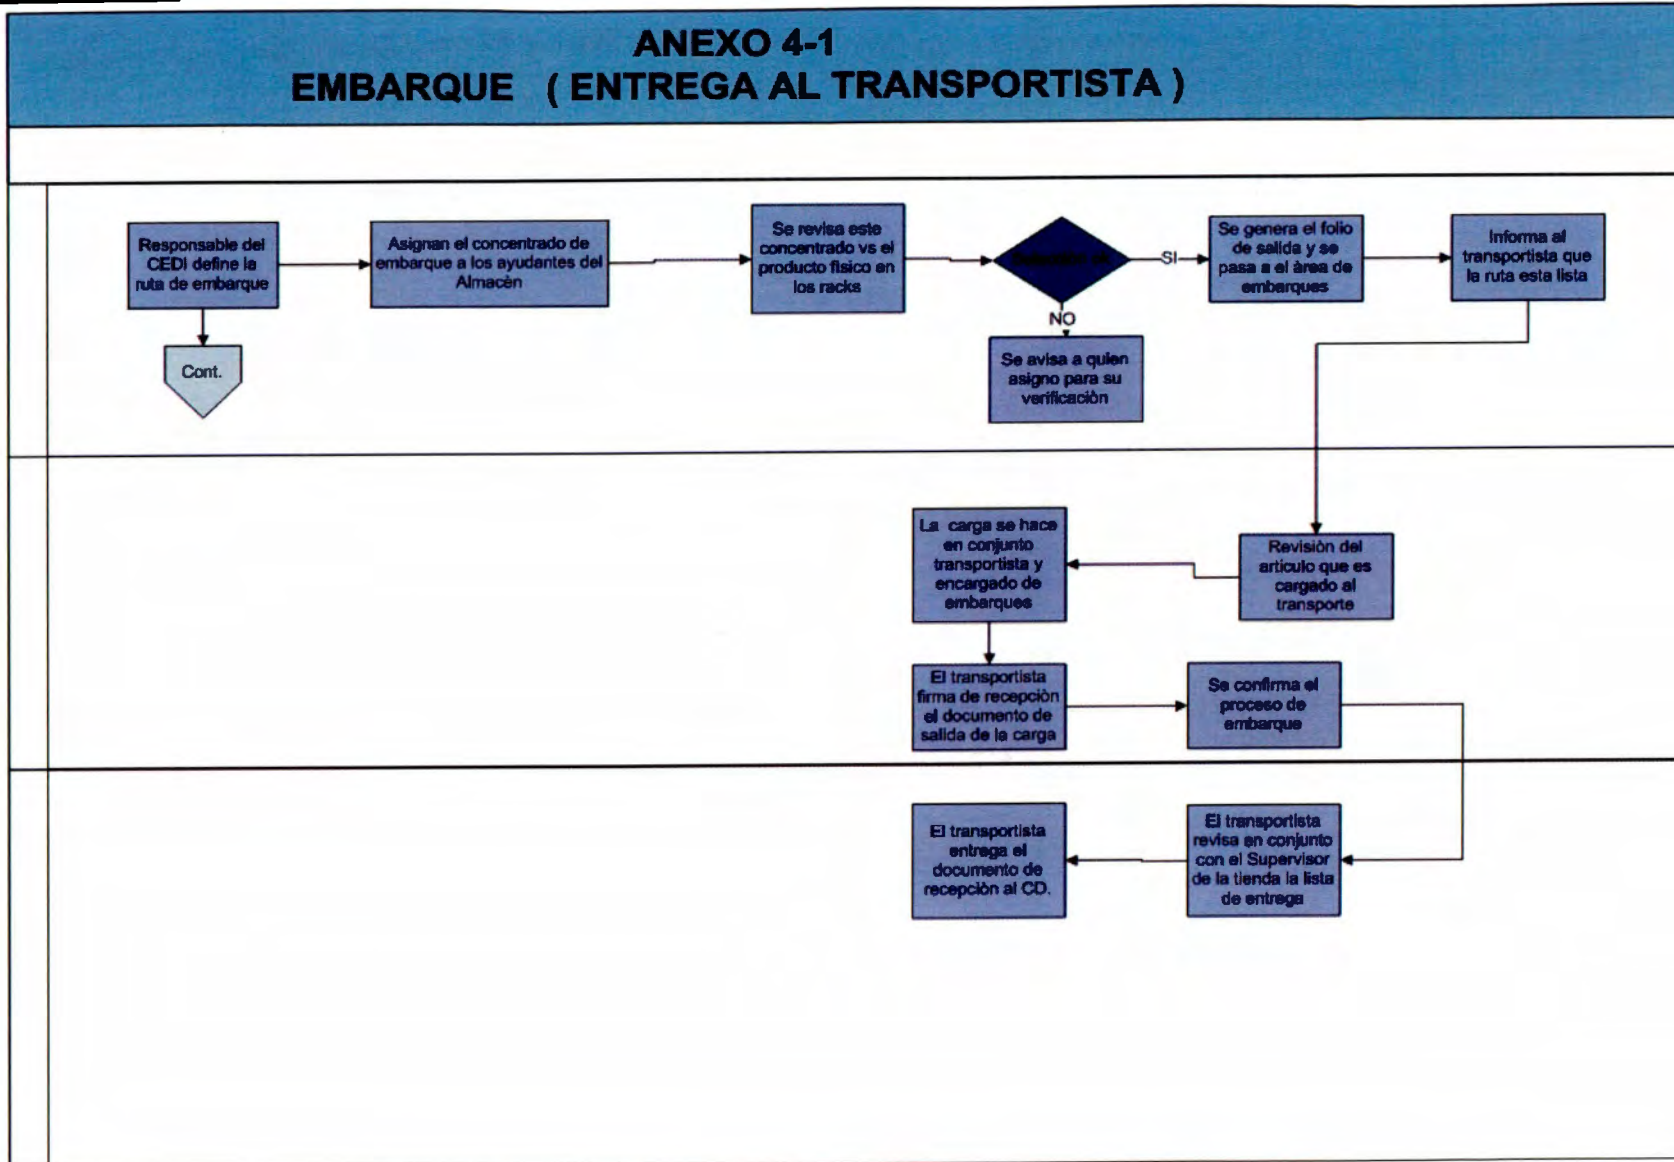 ANEXO 4-1
EMBARQUE ( ENTREGA AL TRANSPORTISTA )
Responsable del
CEDI define la
ruta de embarque
Asignan el concentrado de
embarque a los ayudantes del
Almacèn
Se revisa este
concentrado vs el
producto fìsico en
los racks
SI
Se genera el folio
de salida y se
pasa a el àrea de
embarques
Informa al
transportista que
la ruta esta lista
Cont.
NO
Se avisa a quien
asigno para su
verificaciòn
La carga se hace
en conjunto
transportista y
encargado de
embarques
Revisiòn del
articulo que es
cargado al
transporte
El transportista
firma de recepciòn
el documento de
salida de la carga
Se confirma el
proceso de
embarque
El transportista
entrega el
documento de
recepciòn al CD.
El transportista
revisa en conjunto
con el Supervisor
de la tienda la lista
de entrega